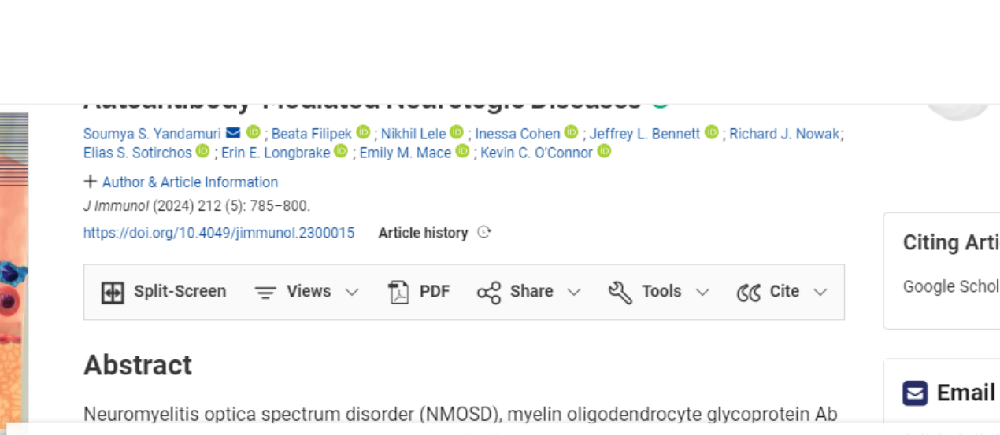 Autoantibody-Mediated Neurologic Diseases
Soumya S. Yandamuri ; Beata Filipek ; Nikhil Lele ; Inessa Cohen ; Jeffrey L. Bennett ; Richard J. Nowak;
Elias S. Sotirchos ; Erin E. Longbrake ; Emily M. Mace ; Kevin C. O'Connor
+ Author & Article Information
J Immunol (2024) 212 (5): 785–800.
https://doi.org/10.4049/jimmunol.2300015 Article history
Citing Arti
Google Schol
Split-Screen Views PDF Share Tools Cite
Abstract
Email
Neuromyelitis optica spectrum disorder (NMOSD), myelin oligodendrocyte glycoprotein Ab